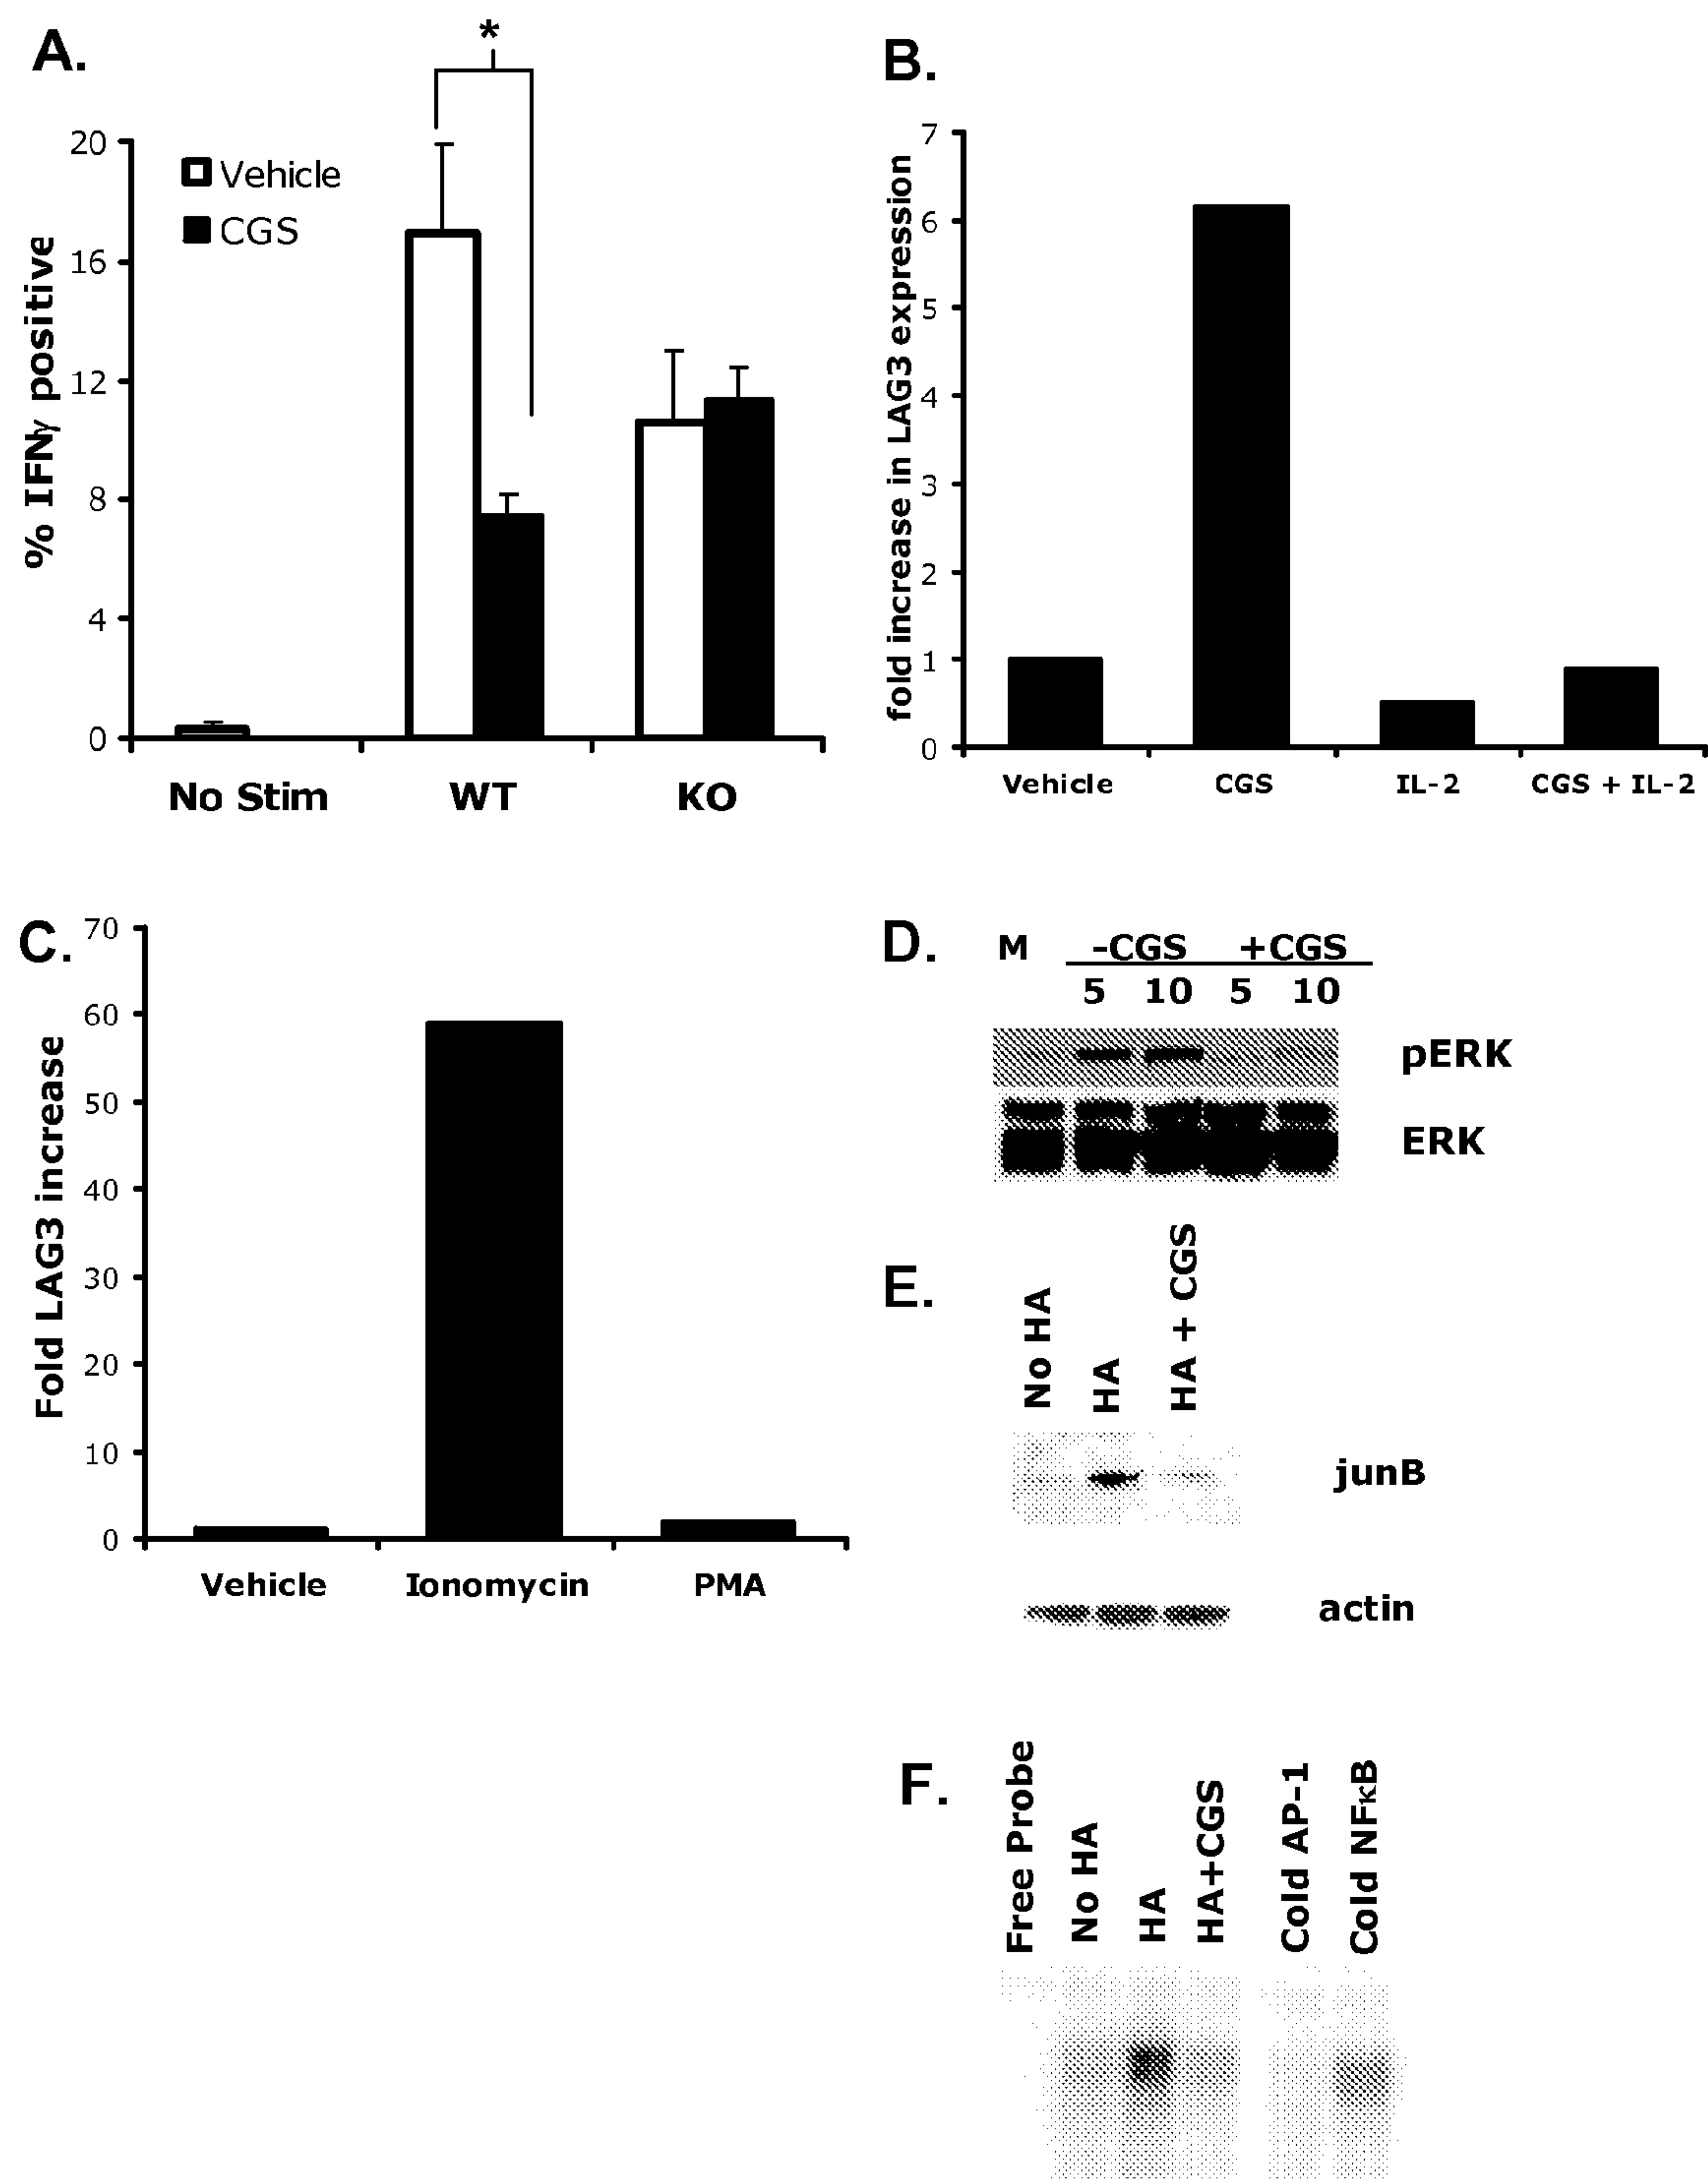 A.
*
20
16
12
8
4
0
% IFNγ positive
Vehicle
CGS
No Stim
WT
KO
B.
7
6
5
4
3
2
1
0
fold increase in LAG3 expression
Vehicle
CGS
IL-2
CGS + IL-2
C.
70
60
50
40
30
20
10
0
Fold LAG3 increase
Vehicle
Ionomycin
PMA
D.
M -CGS +CGS
5 10 5 10
pERK
ERK
E.
No HA
HA
HA + CGS
junB
actin
F.
Free Probe
No HA
HA
HA+CGS
Cold AP-1
Cold NFκB